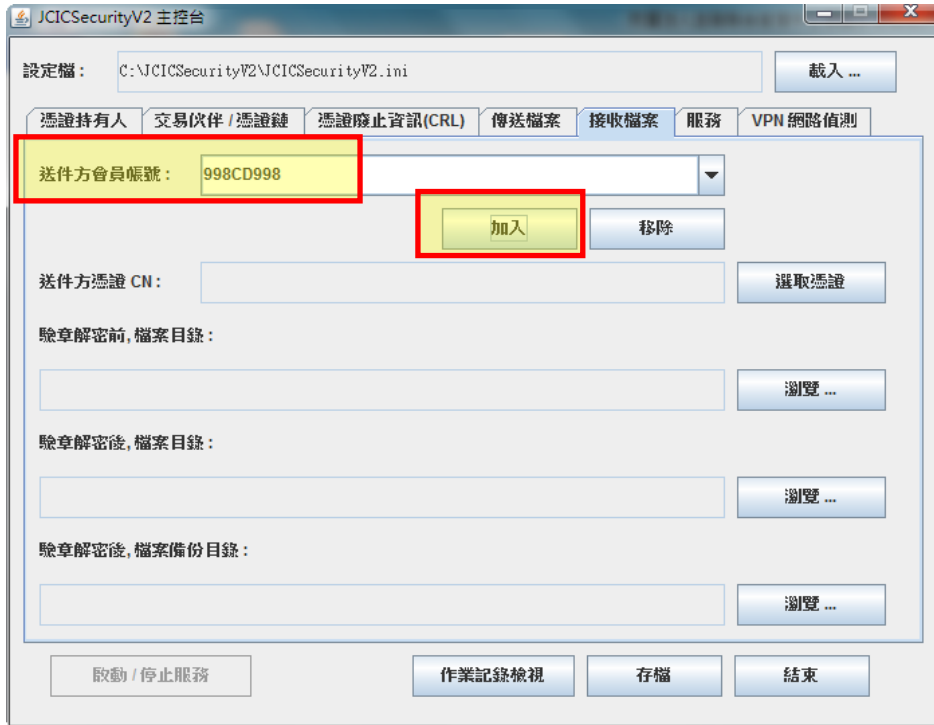 JCICSecurityV2 主控台
設定檔： C:\JCICSecurityV2\JCICSecurityV2.ini 載入 ...
憑證持有人 交易伙伴 / 憑證鏈 憑證廢止資訊(CRL) 傳送檔案 接收檔案 服務 VPN 網路偵測
送件方會員帳號： 998CD998
加入 移除
送件方憑證 CN： 選取憑證
驗章解密前, 檔案目錄：
瀏覽 ...
驗章解密後, 檔案目錄：
瀏覽 ...
驗章解密後, 檔案備份目錄：
瀏覽 ...
啟動 / 停止服務 作業記錄檢視 存檔 結束